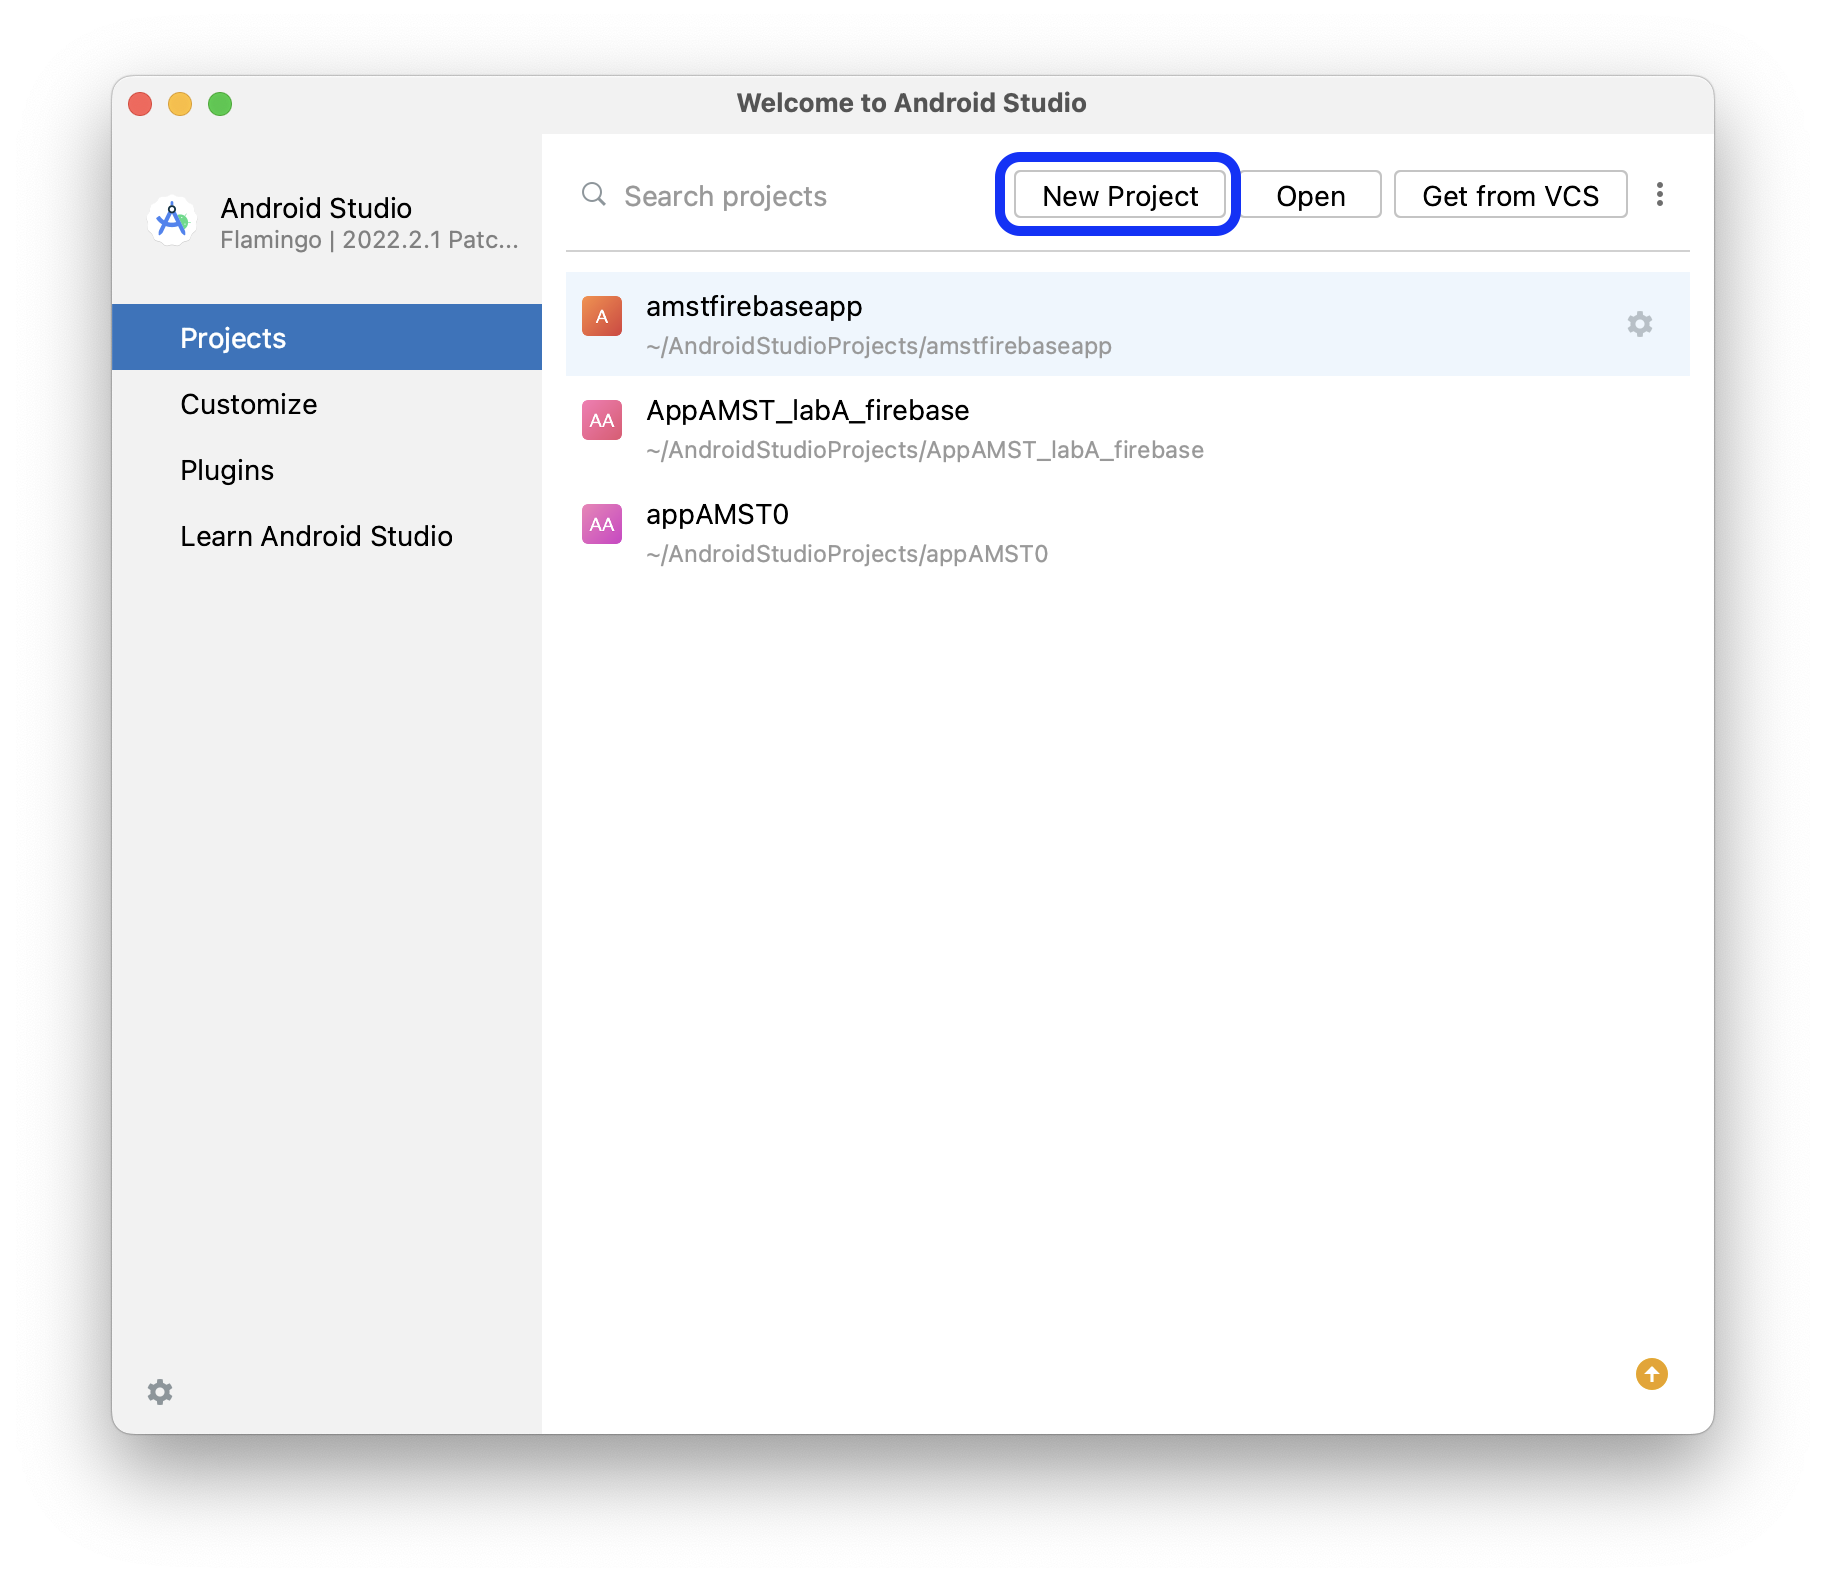 Welcome to Android Studio
Android Studio
Flamingo | 2022.2.1 Patc...
Projects
Customize
Plugins
Learn Android Studio
Search projects
New Project
Open
Get from VCS
A
amstfirebaseapp
~/AndroidStudioProjects/amstfirebaseapp
AA
AppAMST_labA_firebase
~/AndroidStudioProjects/AppAMST_labA_firebase
AA
appAMST0
~/AndroidStudioProjects/appAMST0